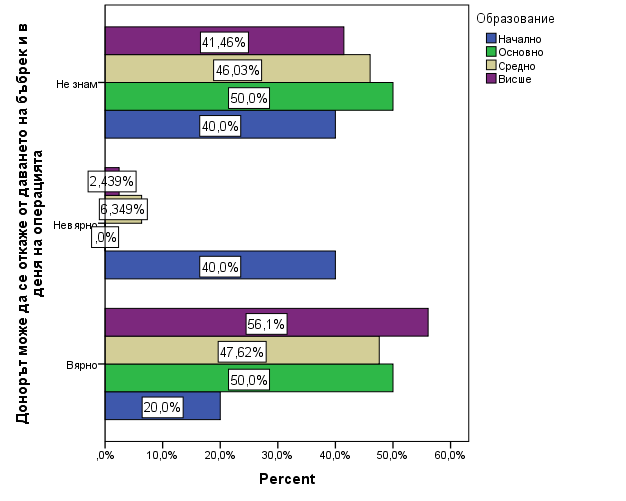 Донорът може да се откаже от даването на бъбрек и в
деня на операцията
Образование
Начално
Основно
Средно
Висше
Не знам
41,46%
46,03%
50,0%
40,0%
Невярно
2,439%
6,349%
,0%
40,0%
Вярно
56,1%
47,62%
50,0%
20,0%
,0% 10,0% 20,0% 30,0% 40,0% 50,0% 60,0%
Percent